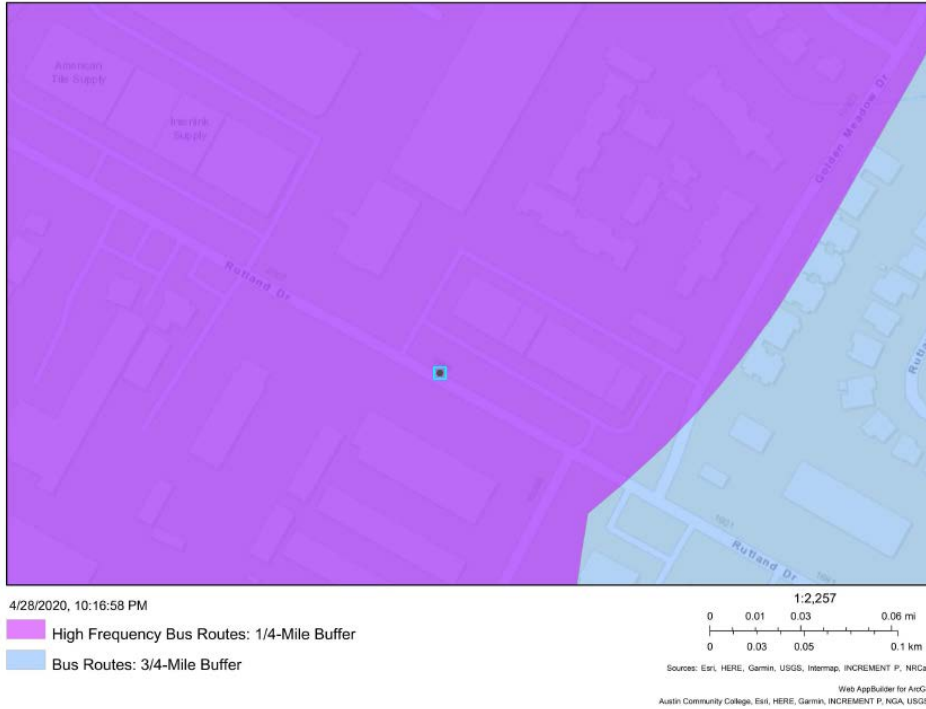 American
Tile Supply
Interlink
Supply
Golden Meadow Dr
Rutland Dr
1921
Rutland Dr
4/28/2020, 10:16:58 PM
High Frequency Bus Routes: 1/4-Mile Buffer
Bus Routes: 3/4-Mile Buffer
1:2,257
0 0.01 0.03 0.06 mi
0 0.03 0.05 0.1 km
Sources: Esri, HERE, Garmin, USGS, Intermap, INCREMENT P, NRCa
Web AppBuilder for ArcG
Austin Community College, Esri, HERE, Garmin, INCREMENT P, NGA, USGS